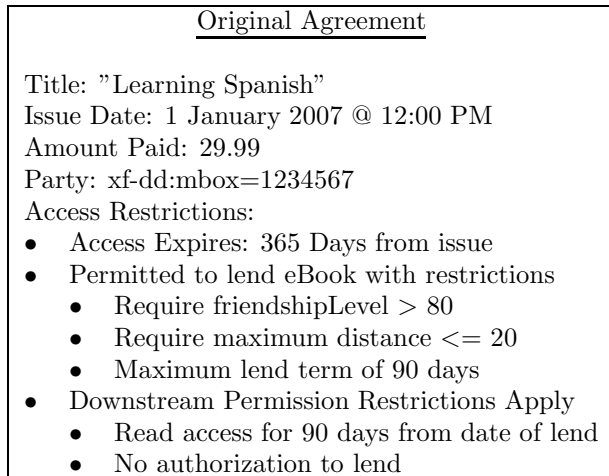 Original Agreement
Title: ”Learning Spanish”
Issue Date: 1 January 2007 @ 12:00 PM
Amount Paid: 29.99
Party: xf-dd:mbox=1234567
Access Restrictions:
• Access Expires: 365 Days from issue
• Permitted to lend eBook with restrictions
• Require friendshipLevel > 80
• Require maximum distance <= 20
• Maximum lend term of 90 days
• Downstream Permission Restrictions Apply
• Read access for 90 days from date of lend
• No authorization to lend